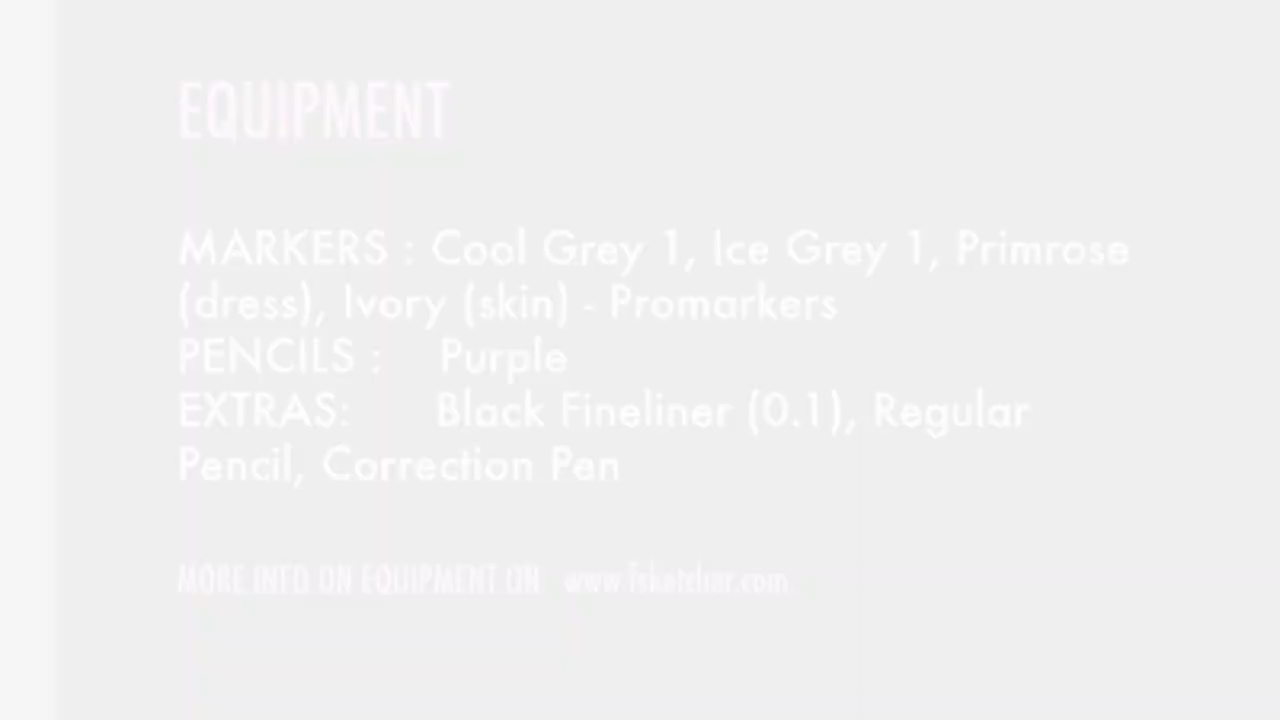 EQUIPMENT
MARKERS : Cool Grey 1, Ice Grey 1, Primrose
(dress), Ivory (skin) - Promarkers
PENCILS : Purple
EXTRAS: Black Fineliner (0.1), Regular
Pencil, Correction Pen
MORE INFO ON EQUIPMENT ON